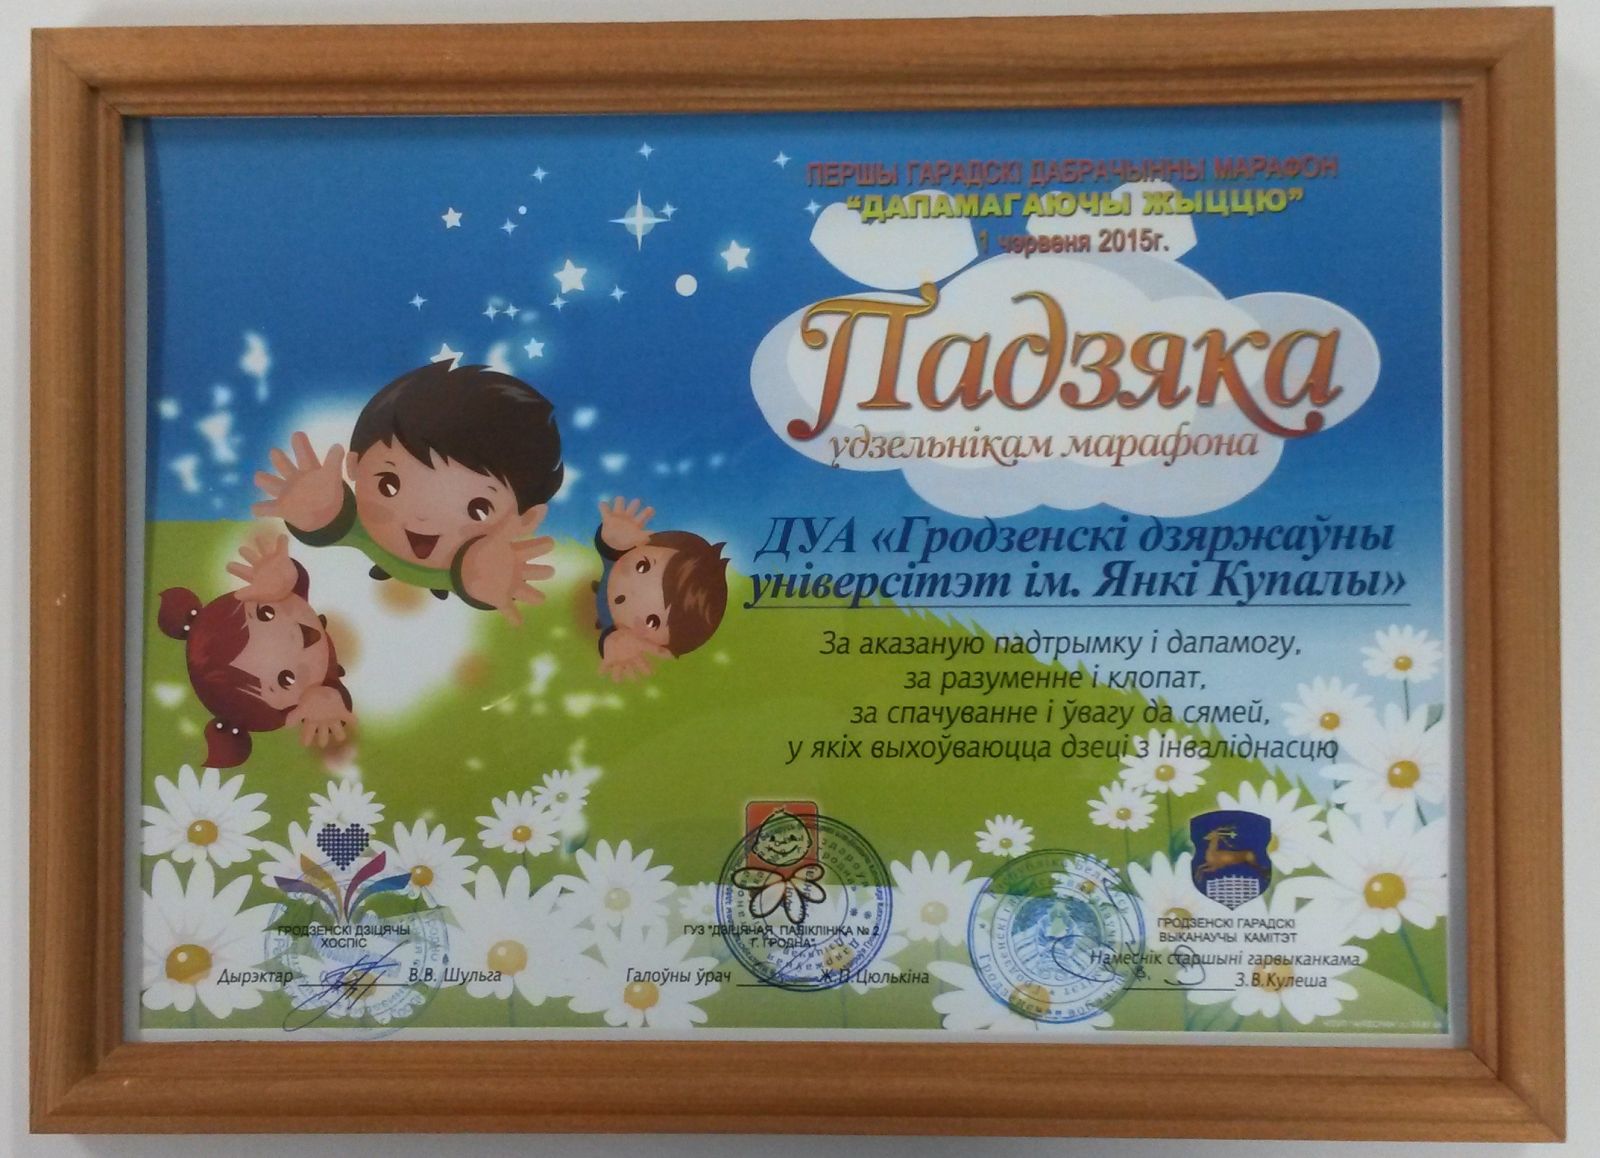 ПЕРШЫ ГАРАДСКІ ДАБРАЧЫННЫ МАРАФОН
"ДАПАМАГАЮЧЫ ЖЫЦЦЮ"
1 чэрвеня 2015г.
Падзяка
удзельнікам марафона
ДУА «Гродзенскі дзяржаўны
універсітэт ім. Янкі Купалы»
За аказаную падтрымку і дапамогу,
за разуменне і клопат,
за спачуванне і ўвагу да сямей,
у якіх выхоўваюцца дзеці з інваліднасцю
ГРОДЗЕНСКІ ДЗІЦЯЧЫ
ХОСПІС
Дырэктар В.В. Шульга
ГУЗ "ДЗІЦЯЧАЯ ПАЛІКЛІНІКА № 2
Г. ГРОДНА"
Галоўны ўрач Ж.П.Цюлькіна
ГРОДЗЕНСКІ ГАРАДСКІ
ВЫКАНАУЧЫ КАМІТЭТ
Намеснік старшыні гарвыканкама
З.В.Кулеша